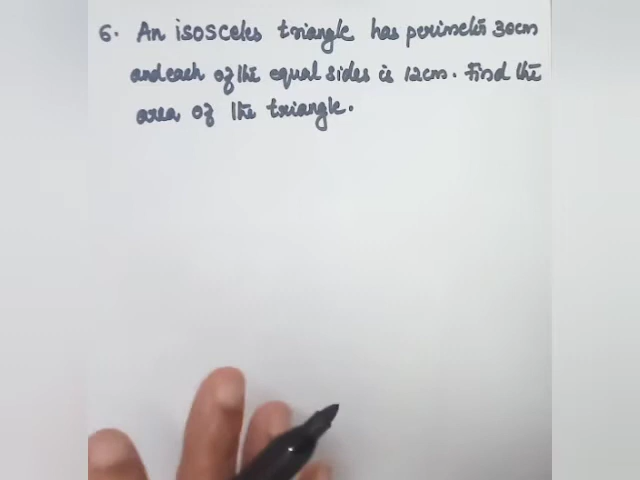 6. An isosceles triangle has perimeter 30cm
and each of the equal sides is 12cm. Find the
area of the triangle.